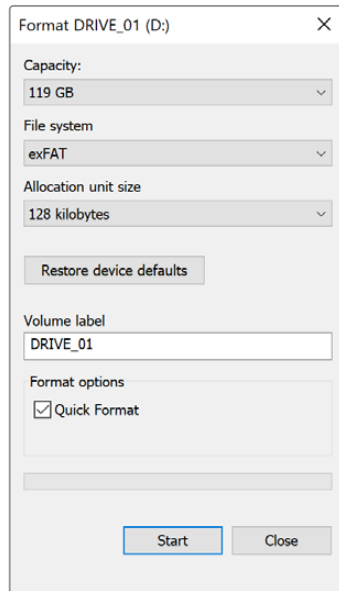 Format DRIVE_01 (D:)
Capacity:
119 GB
File system
exFAT
Allocation unit size
128 kilobytes
Restore device defaults
Volume label
DRIVE_01
Format options
Quick Format
Start Close